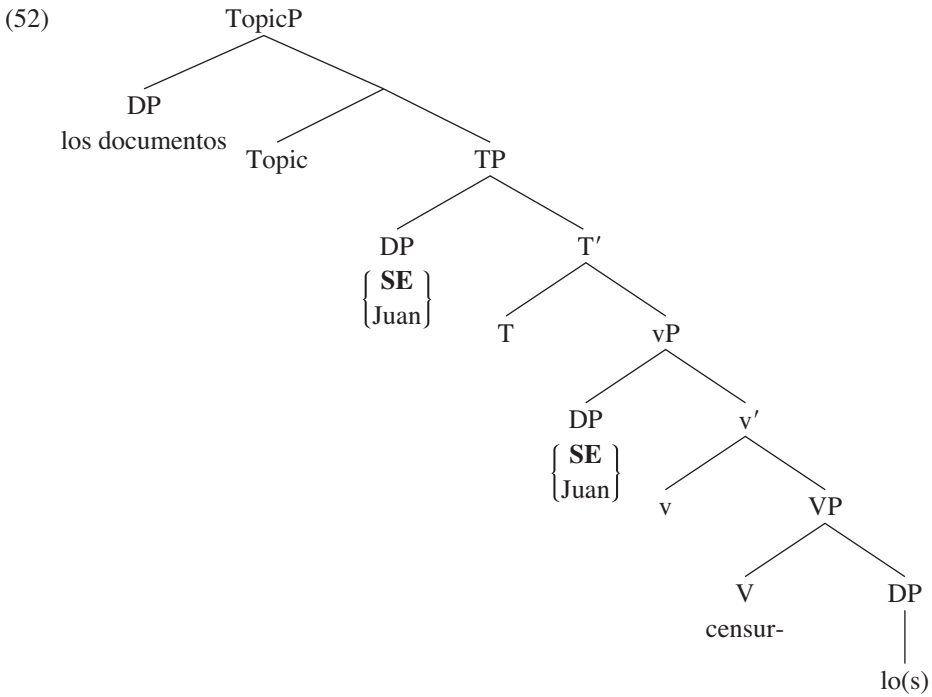 (52) TopicP
DP
los documentos
Topic TP
DP T′
SE
Juan
T vP
DP v′
SE
Juan
v VP
V DP
censur-
lo(s)